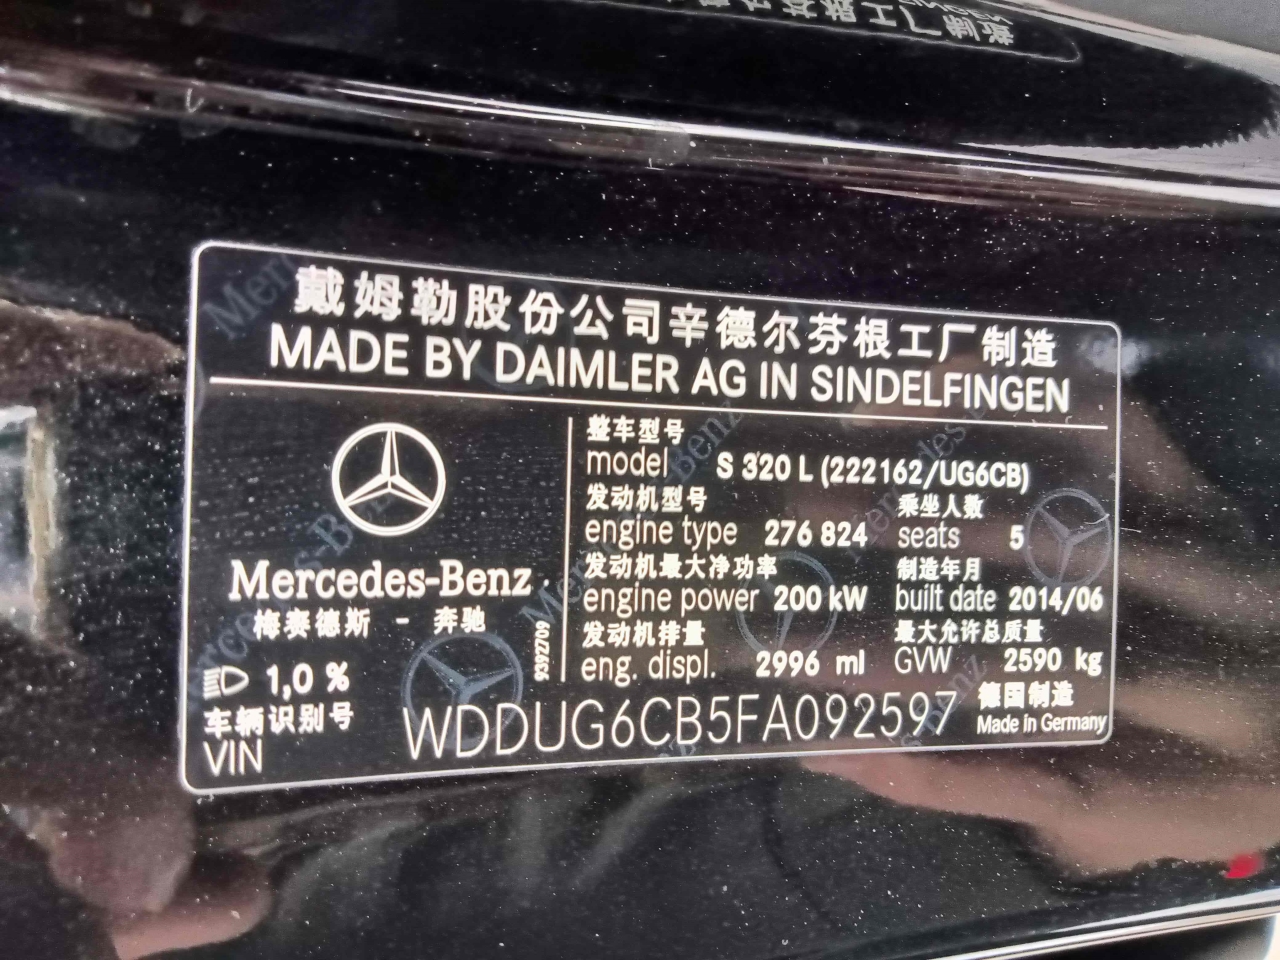 戴姆勒股份公司辛德尔芬根工厂制造
MADE BY DAIMLER AG IN SINDELFINGEN
整车型号
model S 320 L (222162/UG6CB)
发动机型号 乘坐人数
engine type 276 824 seats 5
发动机最大净功率 制造年月
engine power 200 kW built date 2014/06
发动机排量 最大允许总质量
eng. displ. 2996 ml GVW 2590 kg
Mercedes-Benz
梅赛德斯 - 奔驰
9392709
1,0 %
车辆识别号
VIN WDDUG6CB5FA092597
德国制造
Made in Germany